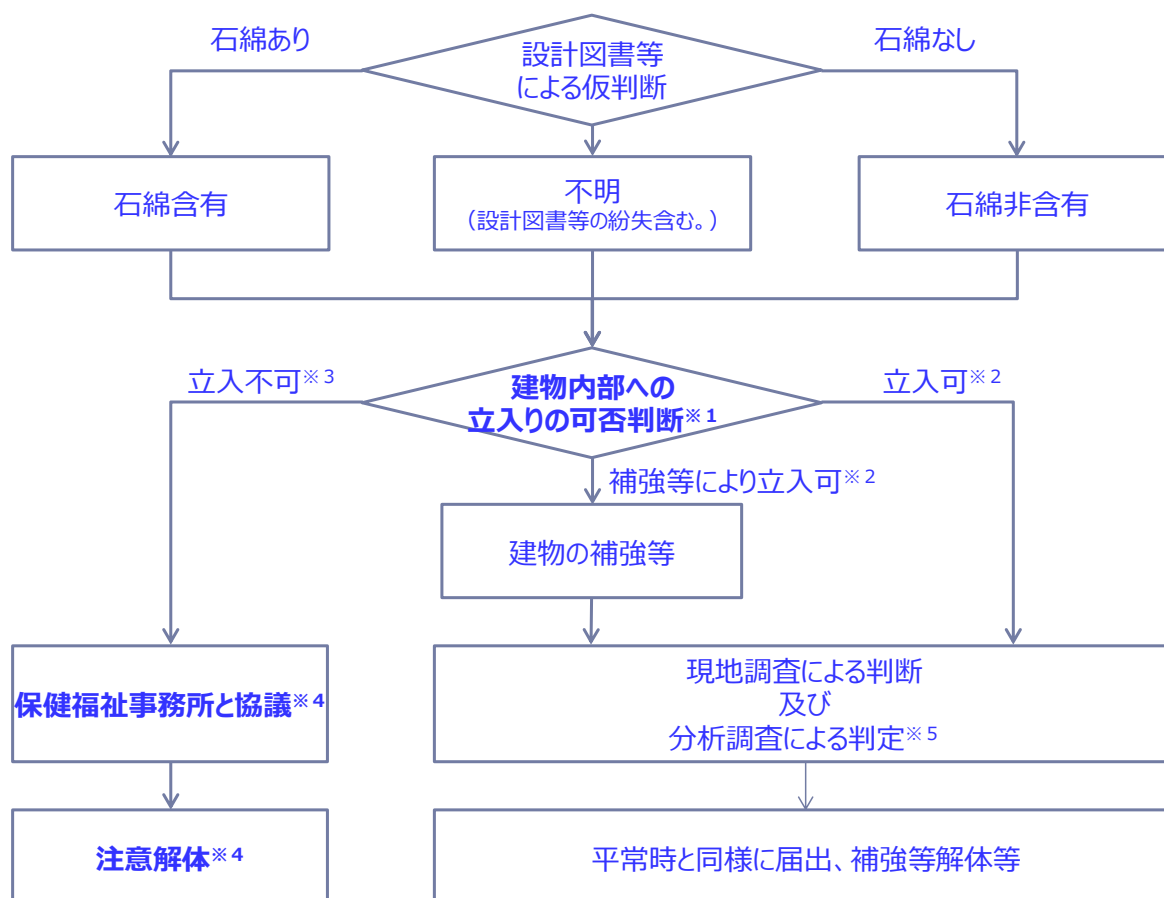 石綿あり
設計図書等
による仮判断
石綿なし
石綿含有
不明
（設計図書等の紛失含む。）
石綿非含有
立入不可※3
建物内部への
立入りの可否判断※1
立入可※2
補強等により立入可※2
建物の補強等
保健福祉事務所と協議※4
現地調査による判断
及び
分析調査による判定※5
注意解体※4
平常時と同様に届出、補強等解体等